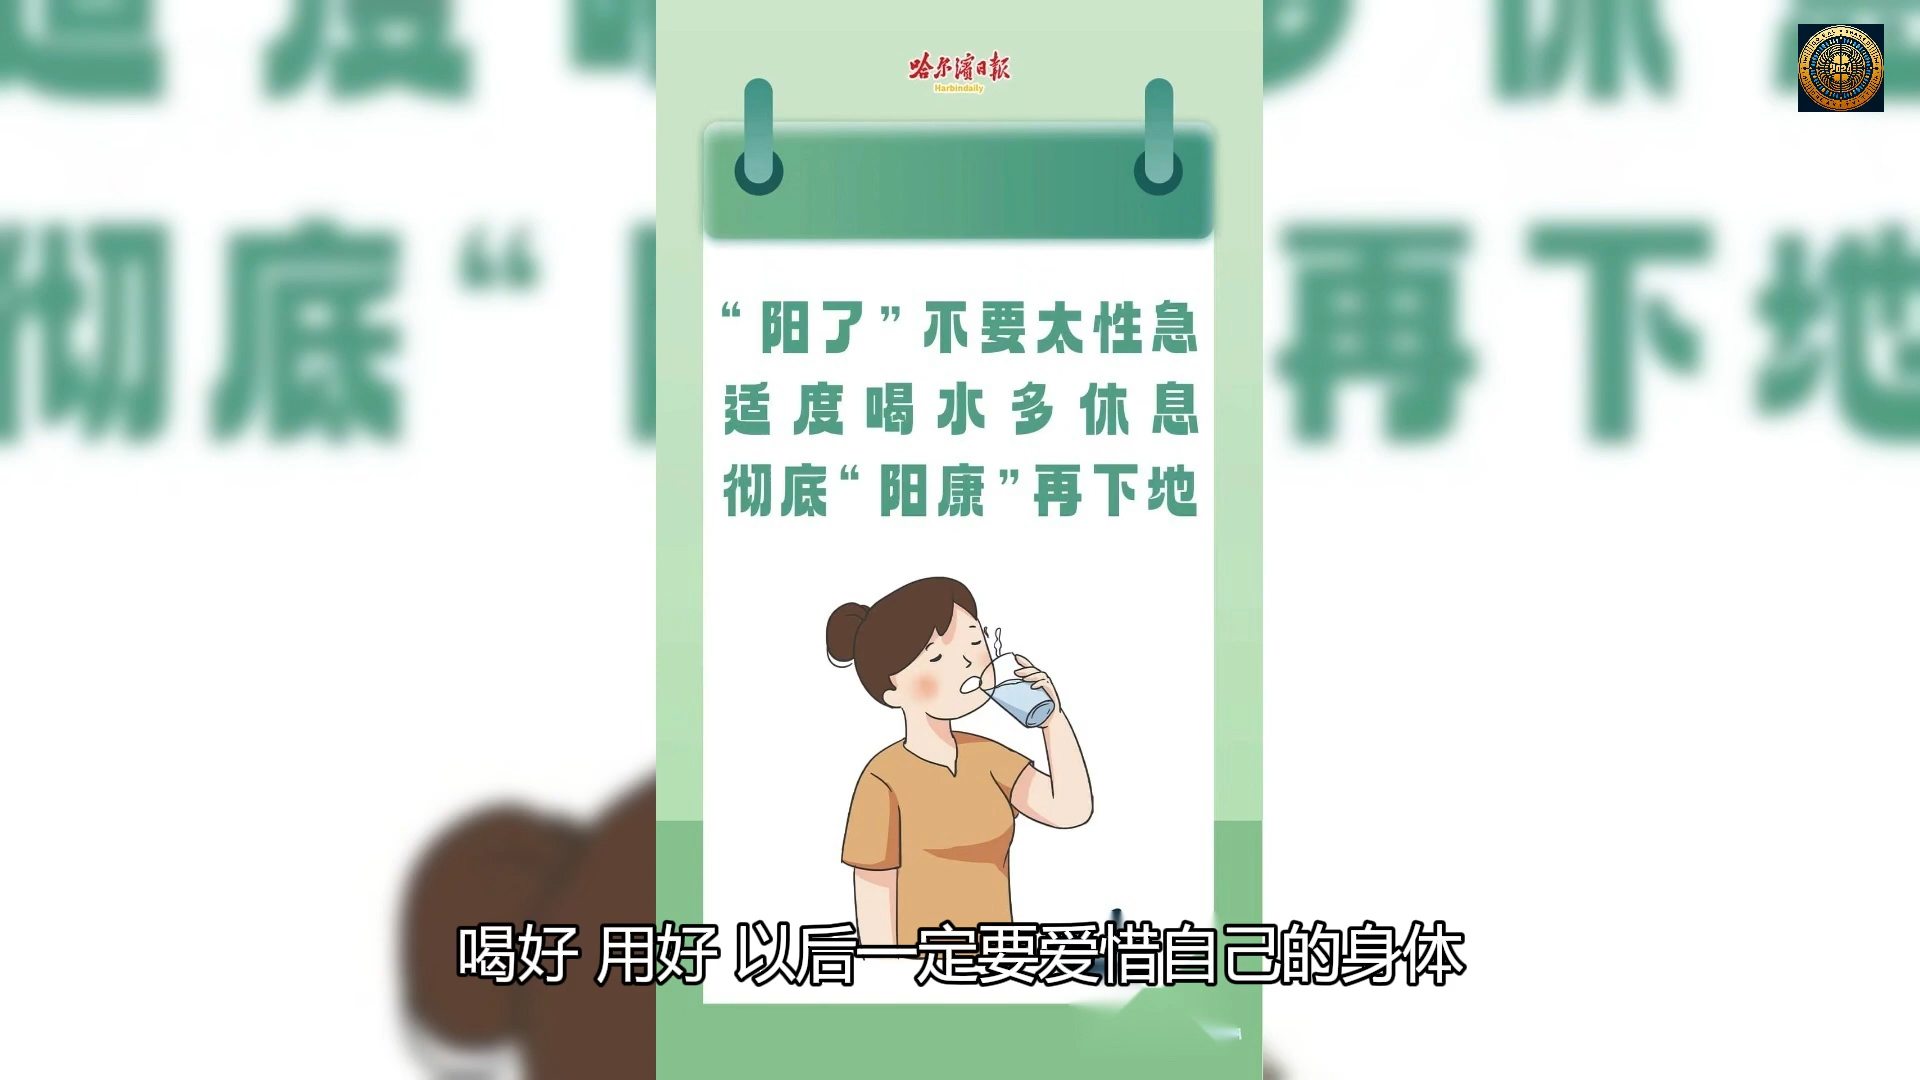 哈尔滨日报
Harbindaily
“阳了”不要太性急
适度喝水多休息
彻底“阳康”再下地
喝好 用好 以后一定要爱惜自己的身体
2024